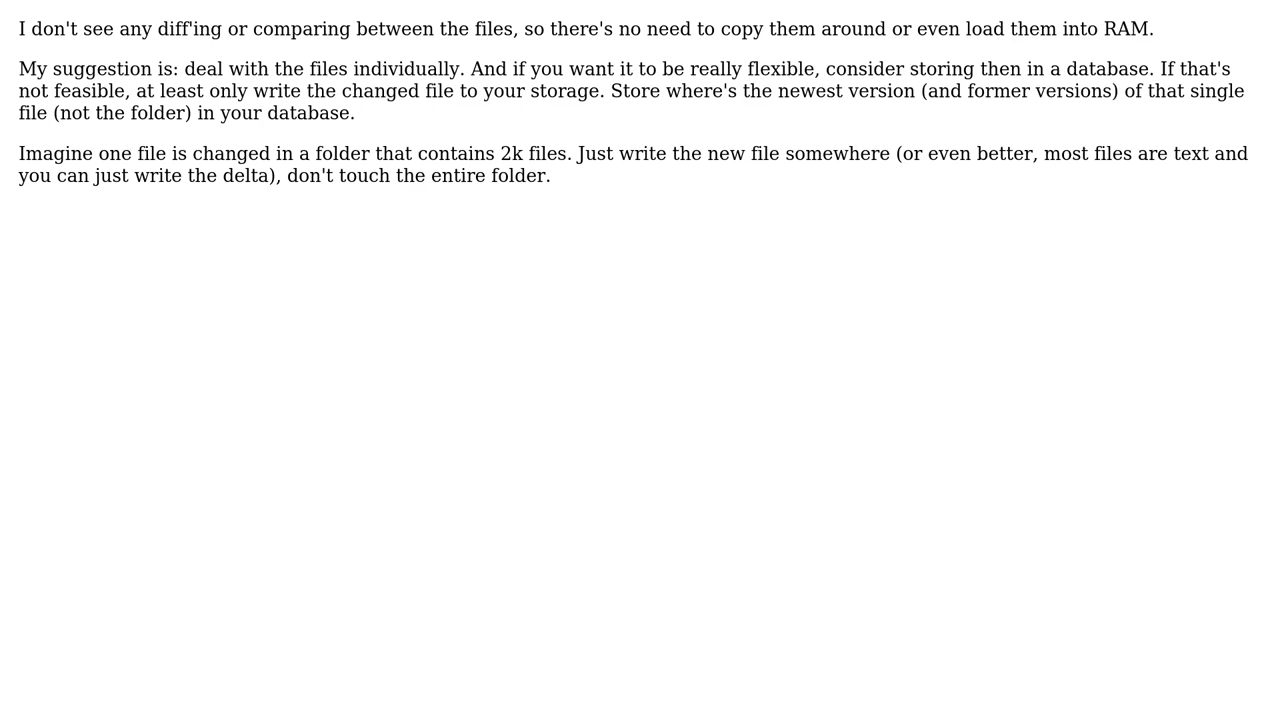 I don't see any diff'ing or comparing between the files, so there's no need to copy them around or even load them into RAM.
My suggestion is: deal with the files individually. And if you want it to be really flexible, consider storing then in a database. If that's
not feasible, at least only write the changed file to your storage. Store where's the newest version (and former versions) of that single
file (not the folder) in your database.
Imagine one file is changed in a folder that contains 2k files. Just write the new file somewhere (or even better, most files are text and
you can just write the delta), don't touch the entire folder.